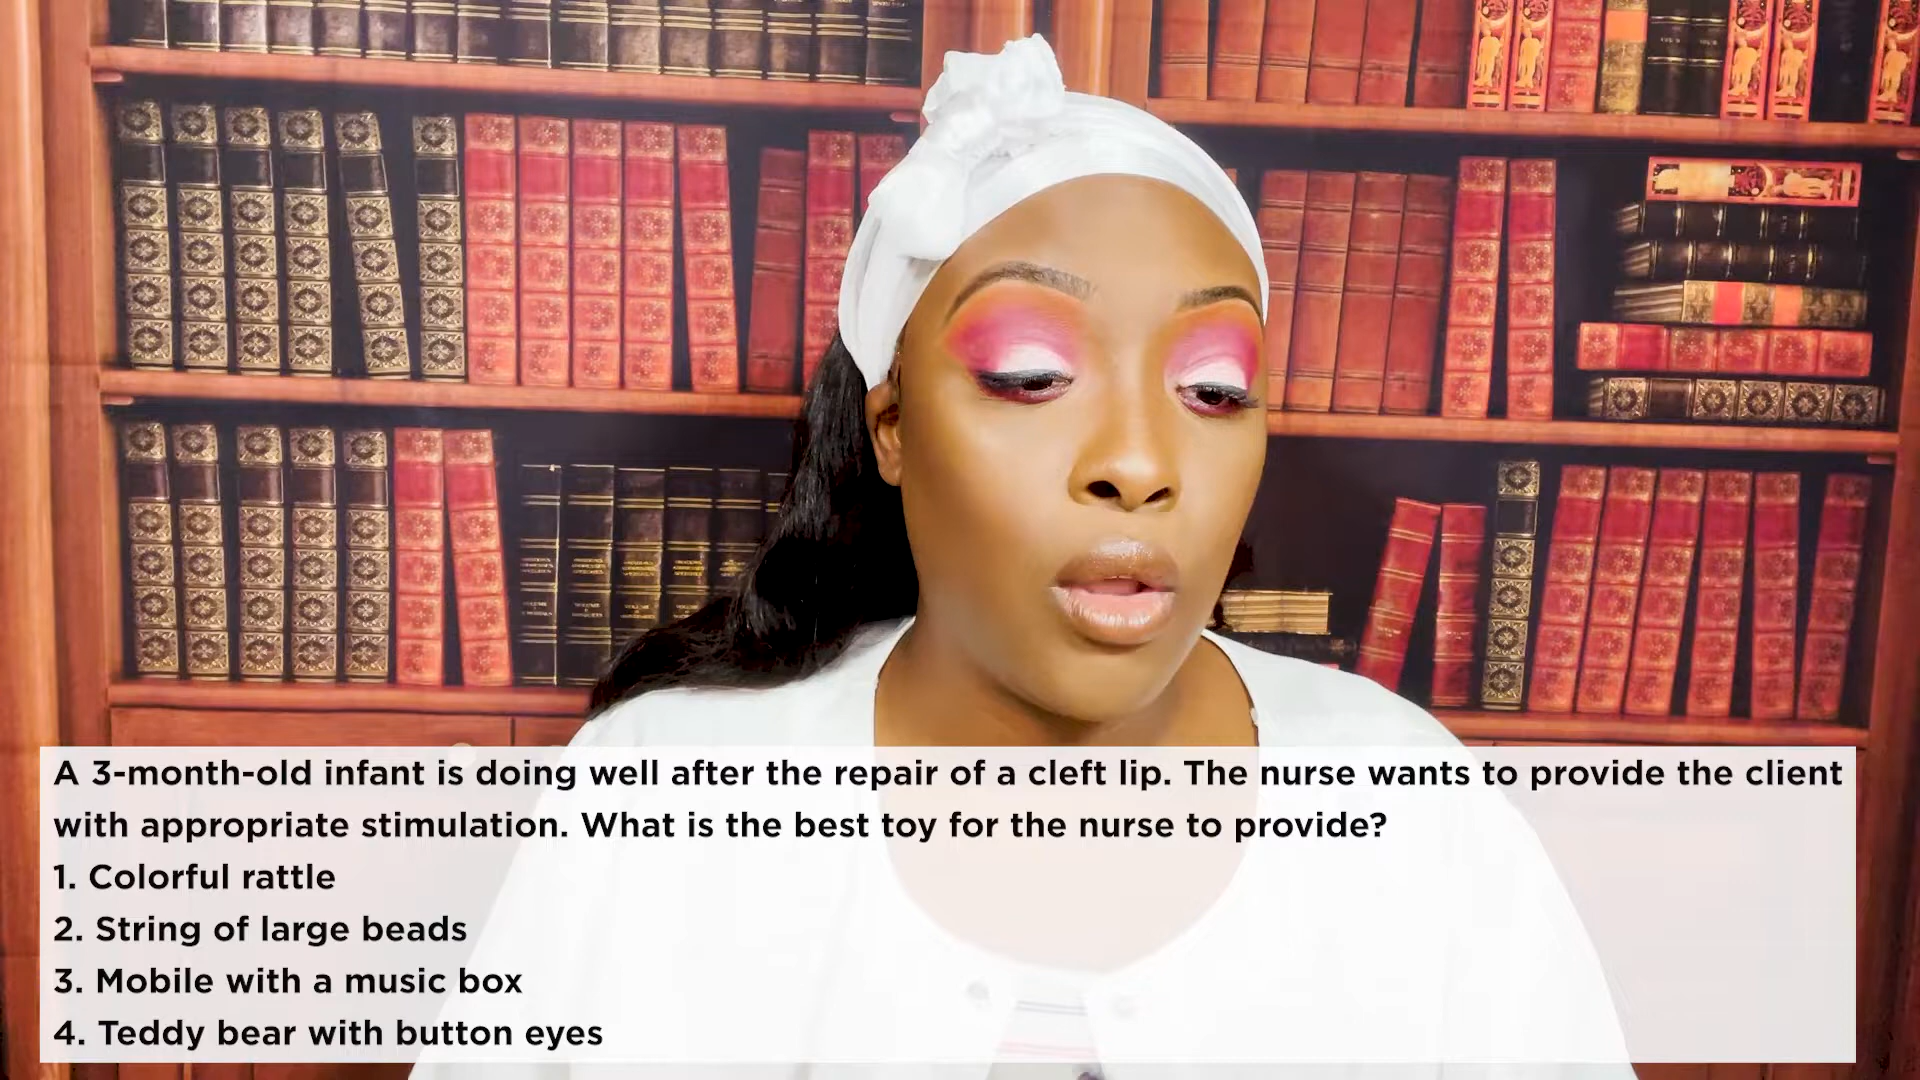 A 3-month-old infant is doing well after the repair of a cleft lip. The nurse wants to provide the client
with appropriate stimulation. What is the best toy for the nurse to provide?
1. Colorful rattle
2. String of large beads
3. Mobile with a music box
4. Teddy bear with button eyes